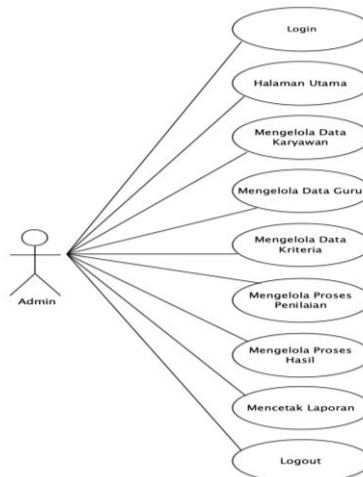 Login
Halaman Utama
Mengelola Data
Karyawan
Mengelola Data Guru
Mengelola Data
Kriteria
Admin
Mengelola Proses
Penilaian
Mengelola Proses
Hasil
Mencetak Laporan
Logout